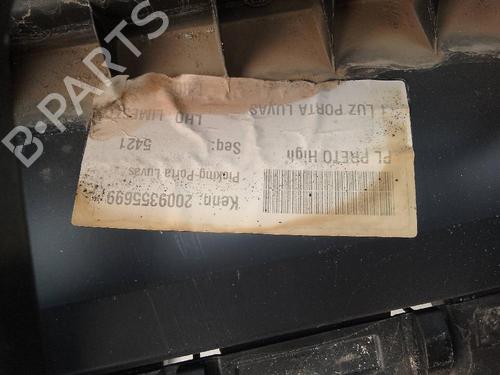 Kenn: 2009355699
Picking-Porta Luvas
Seq: 5421
PL PRETO High
LUZ PORTA LUVAS
LHD
B-PARTS